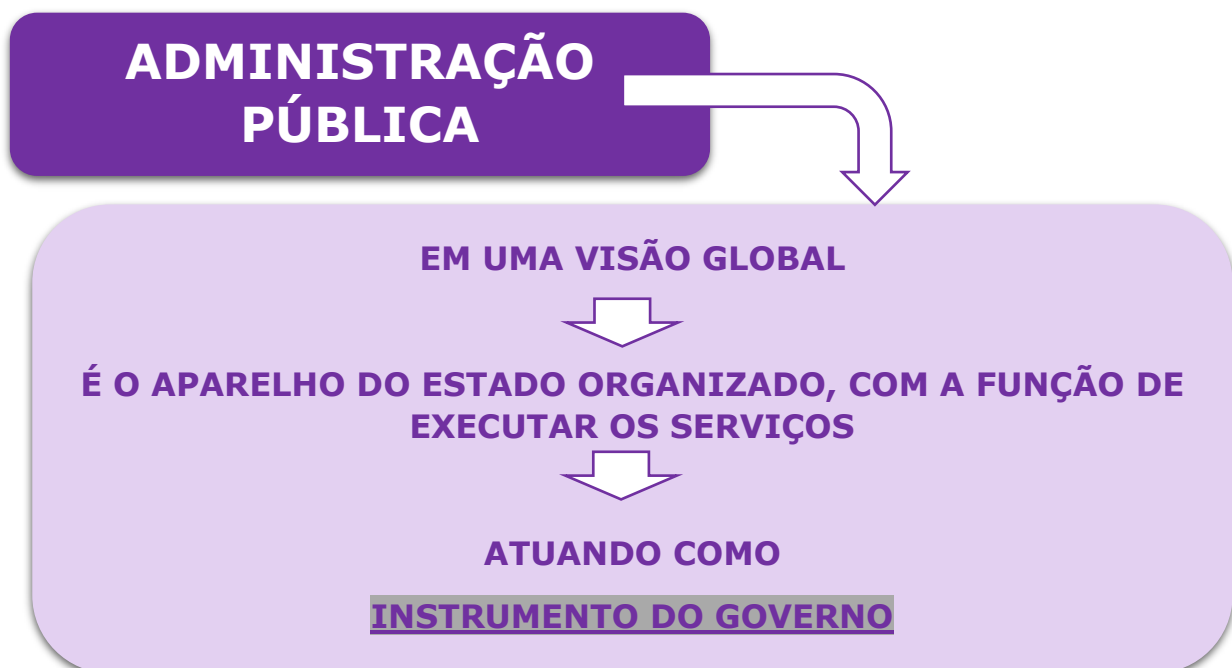 ADMINISTRAÇÃO
PÚBLICA
EM UMA VISÃO GLOBAL
É O APARELHO DO ESTADO ORGANIZADO, COM A FUNÇÃO DE
EXECUTAR OS SERVIÇOS
ATUANDO COMO
INSTRUMENTO DO GOVERNO